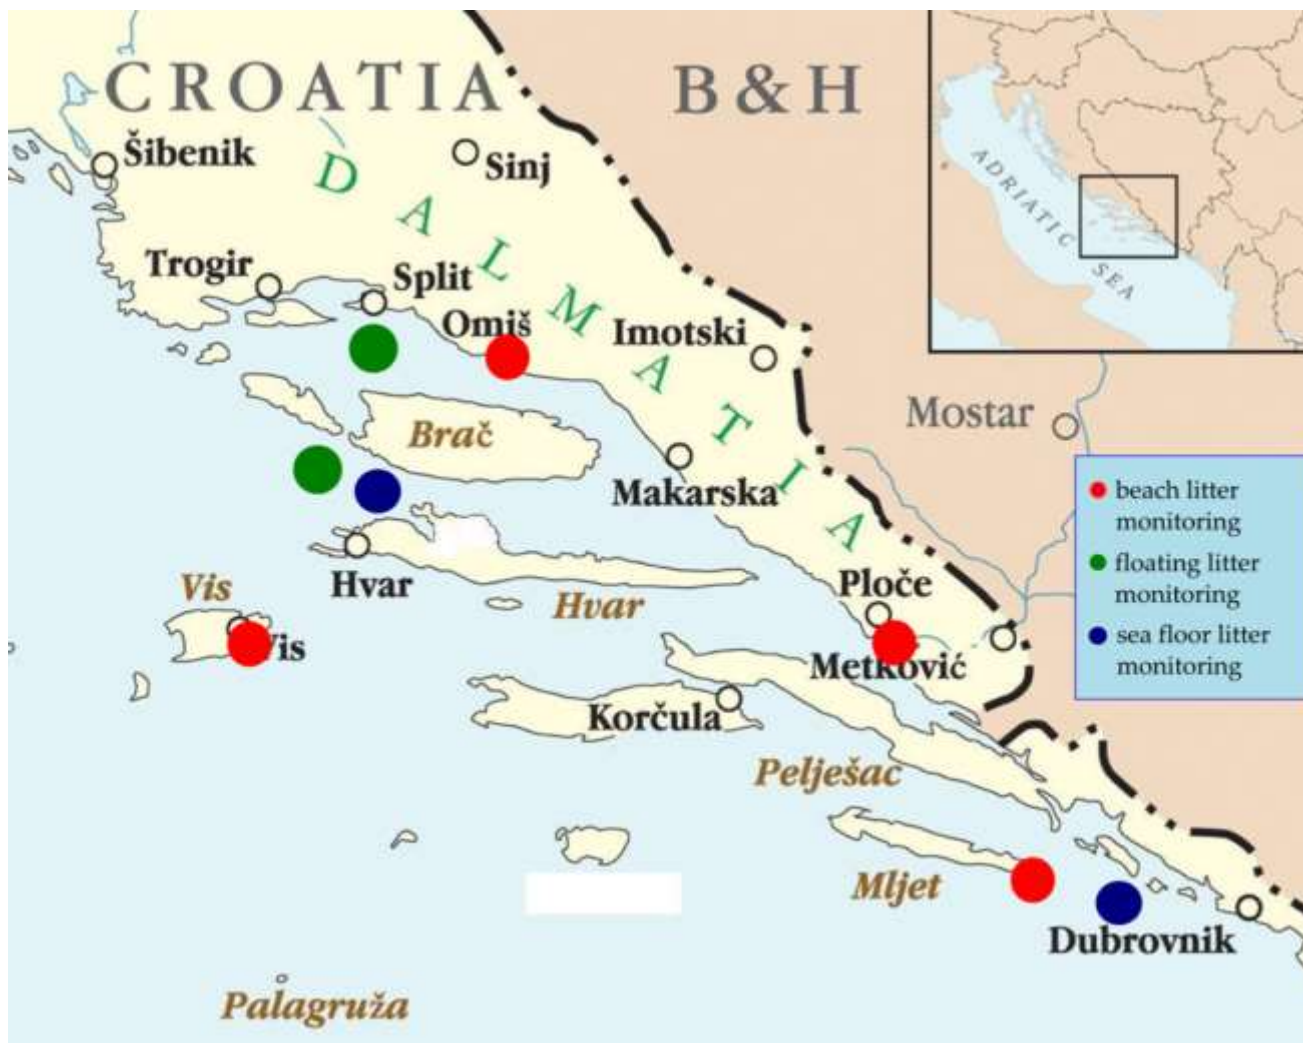 CROATIA
B & H
Šibenik
Sinj
DALMATIA
Trogir
Split
Omiš
Imotski
ADRIATIC SEA
Mostar
Brač
Makarska
beach litter
monitoring
floating litter
monitoring
sea floor litter
monitoring
Hvar
Vis
Hvar
Ploče
Vis
Metković
Korčula
Pelješac
Mljet
Dubrovnik
Palagruža